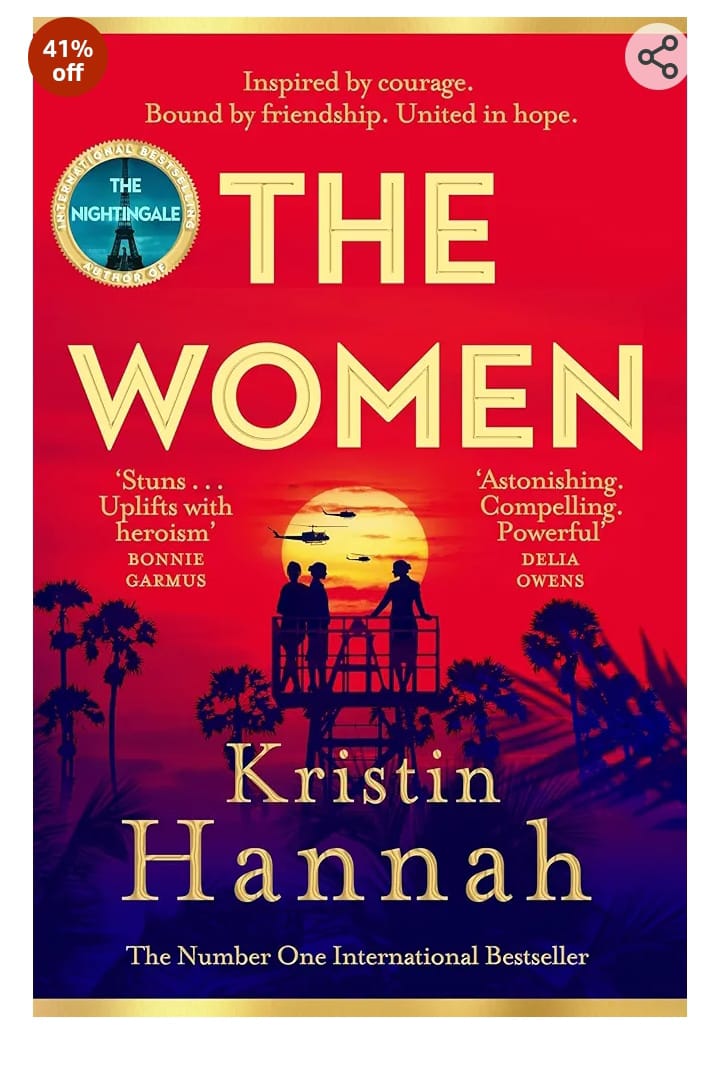 41%
off
Inspired by courage.
Bound by friendship. United in hope.
INTERNATIONAL BESTSELLING
THE
NIGHTINGALE
AUTHOR OF
THE
WOMEN
‘Stuns . . .
Uplifts with
heroism’
BONNIE
GARMUS
‘Astonishing.
Compelling.
Powerful’
DELIA
OWENS
Kristin
Hannah
The Number One International Bestseller